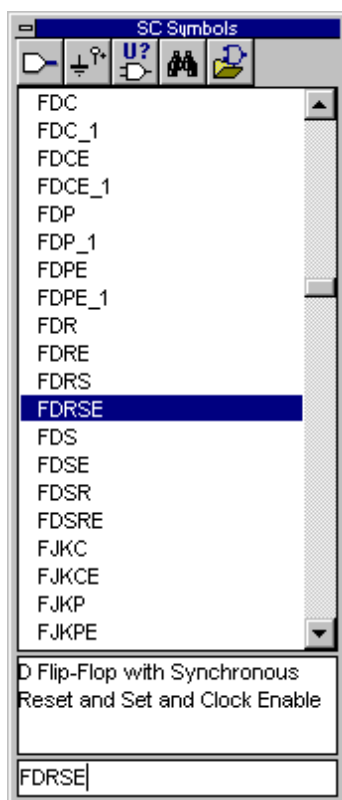 SC Symbols
U?
FDC
FDC_1
FDCE
FDCE_1
FDP
FDP_1
FDPE
FDPE_1
FDR
FDRE
FDRS
FDRSE
FDS
FDSE
FDSR
FDSRE
FJKC
FJKCE
FJKP
FJKPE
D Flip-Flop with Synchronous
Reset and Set and Clock Enable
FDRSE